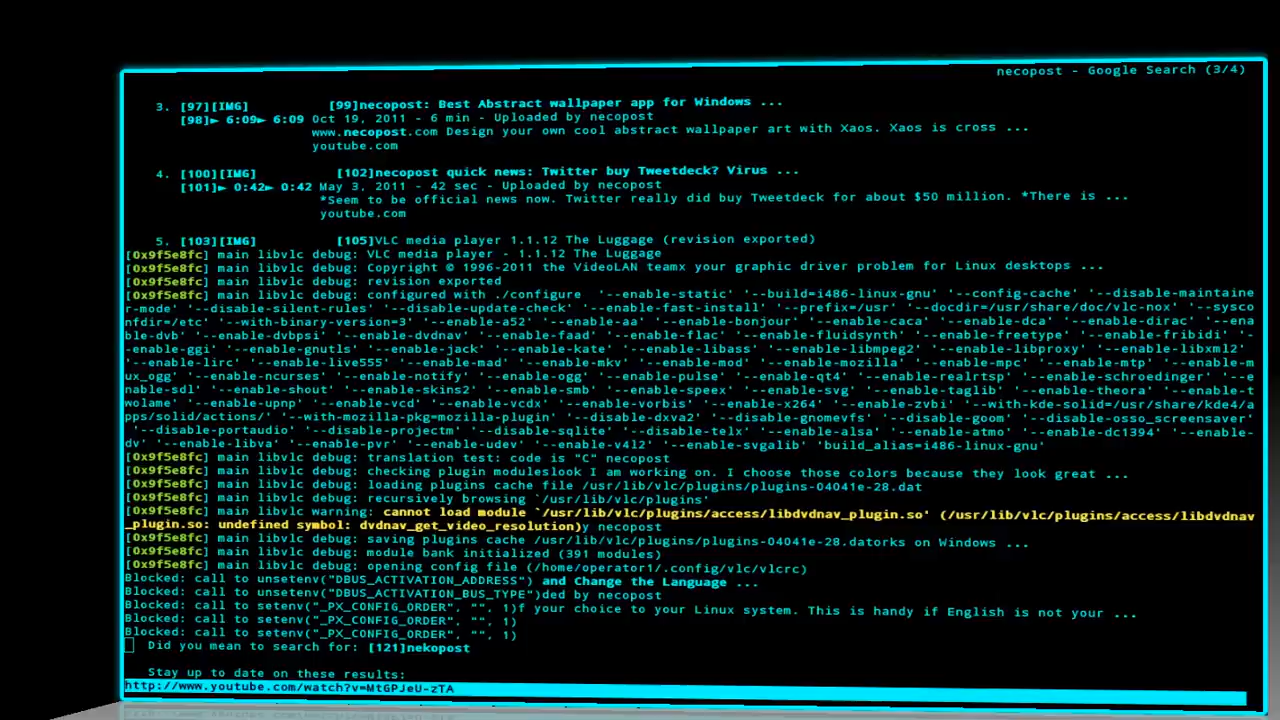 necopost - Google Search (3/4)
3. [97][IMG] [99]necopost: Best Abstract wallpaper app for Windows ...
[98]► 6:09► 6:09 Oct 19, 2011 - 6 min - Uploaded by necopost
www.necopost.com Design your own cool abstract wallpaper art with Xaos. Xaos is cross ...
youtube.com
4. [100][IMG] [102]necopost quick news: Twitter buy Tweetdeck? Virus ...
[101]► 0:42► 0:42 May 3, 2011 - 42 sec - Uploaded by necopost
*Seem to be official news now. Twitter really did buy Tweetdeck for about $50 million. *There is ...
youtube.com
5. [103][IMG] [105]VLC media player 1.1.12 The Luggage (revision exported)
[0x9f5e8fc] main libvlc debug: VLC media player - 1.1.12 The Luggage
[0x9f5e8fc] main libvlc debug: Copyright © 1996-2011 the VideoLAN teamx your graphic driver problem for Linux desktops ...
[0x9f5e8fc] main libvlc debug: revision exported
[0x9f5e8fc] main libvlc debug: configured with ./configure  '--enable-static' '--build=i486-linux-gnu' '--config-cache' '--disable-maintaine
r-mode' '--disable-silent-rules' '--disable-update-check' '--enable-fast-install' '--prefix=/usr' '--docdir=/usr/share/doc/vlc-nox' '--sysco
nfdir=/etc' '--with-binary-version=3' '--enable-a52' '--enable-aa' '--enable-bonjour' '--enable-caca' '--enable-dca' '--enable-dirac' '--ena
ble-dvb' '--enable-dvbpsi' '--enable-dvdnav' '--enable-faad' '--enable-flac' '--enable-fluidsynth' '--enable-freetype' '--enable-fribidi' '-
-enable-ggi' '--enable-gnutls' '--enable-jack' '--enable-kate' '--enable-libass' '--enable-libmpeg2' '--enable-libproxy' '--enable-libxml2'
'--enable-lirc' '--enable-live555' '--enable-mad' '--enable-mkv' '--enable-mod' '--enable-mozilla' '--enable-mpc' '--enable-mtp' '--enable-m
ux_ogg' '--enable-ncurses' '--enable-notify' '--enable-ogg' '--enable-pulse' '--enable-qt4' '--enable-realrtsp' '--enable-schroedinger' '--e
nable-sdl' '--enable-shout' '--enable-skins2' '--enable-smb' '--enable-speex' '--enable-svg' '--enable-taglib' '--enable-theora' '--enable-t
wolame' '--enable-upnp' '--enable-vcd' '--enable-vcdx' '--enable-vorbis' '--enable-x264' '--enable-zvbi' '--with-kde-solid=/usr/share/kde4/a
pps/solid/actions/' '--with-mozilla-pkg=mozilla-plugin' '--disable-dxva2' '--disable-gnomevfs' '--disable-goom' '--disable-osso_screensaver'
'--disable-portaudio' '--disable-projectm' '--disable-sqlite' '--disable-telx' '--enable-alsa' '--enable-atmo' '--enable-dc1394' '--enable-
dv' '--enable-libva' '--enable-pvr' '--enable-udev' '--enable-v4l2' '--enable-svgalib' 'build_alias=i486-linux-gnu'
[0x9f5e8fc] main libvlc debug: translation test: code is "C" necopost
[0x9f5e8fc] main libvlc debug: checking plugin moduleslook I am working on. I choose those colors because they look great ...
[0x9f5e8fc] main libvlc debug: loading plugins cache file /usr/lib/vlc/plugins/plugins-04041e-28.dat
[0x9f5e8fc] main libvlc debug: recursively browsing `/usr/lib/vlc/plugins'
[0x9f5e8fc] main libvlc warning: cannot load module `/usr/lib/vlc/plugins/access/libdvdnav_plugin.so' (/usr/lib/vlc/plugins/access/libdvdnav
_plugin.so: undefined symbol: dvdnav_get_video_resolution)y necopost
[0x9f5e8fc] main libvlc debug: saving plugins cache /usr/lib/vlc/plugins/plugins-04041e-28.datorks on Windows ...
[0x9f5e8fc] main libvlc debug: module bank initialized (391 modules)
[0x9f5e8fc] main libvlc debug: opening config file (/home/operator1/.config/vlc/vlcrc)
Blocked: call to unsetenv("DBUS_ACTIVATION_ADDRESS") and Change the Language ...
Blocked: call to unsetenv("DBUS_ACTIVATION_BUS_TYPE")ded by necopost
Blocked: call to setenv("_PX_CONFIG_ORDER", "", 1)f your choice to your Linux system. This is handy if English is not your ...
Blocked: call to setenv("_PX_CONFIG_ORDER", "", 1)
Blocked: call to setenv("_PX_CONFIG_ORDER", "", 1)
Did you mean to search for: [121]nekopost
Stay up to date on these results:
http://www.youtube.com/watch?v=MtGPJeU-zTA